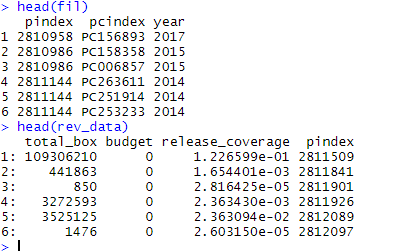 > head(fil)
   pindex  pcindex year
1 2810958 PC156893 2017
2 2810986 PC158358 2015
3 2810986 PC006857 2015
4 2811144 PC263611 2014
5 2811144 PC251914 2014
6 2811144 PC253233 2014
> head(rev_data)
   total_box budget release_coverage  pindex
1: 109306210      0     1.226599e-01 2811509
2:    441863      0     1.654401e-03 2811841
3:       850      0     2.816425e-05 2811901
4:   3272593      0     2.363430e-03 2811926
5:   3525125      0     2.363094e-02 2812089
6:      1476      0     2.603150e-05 2812097
>